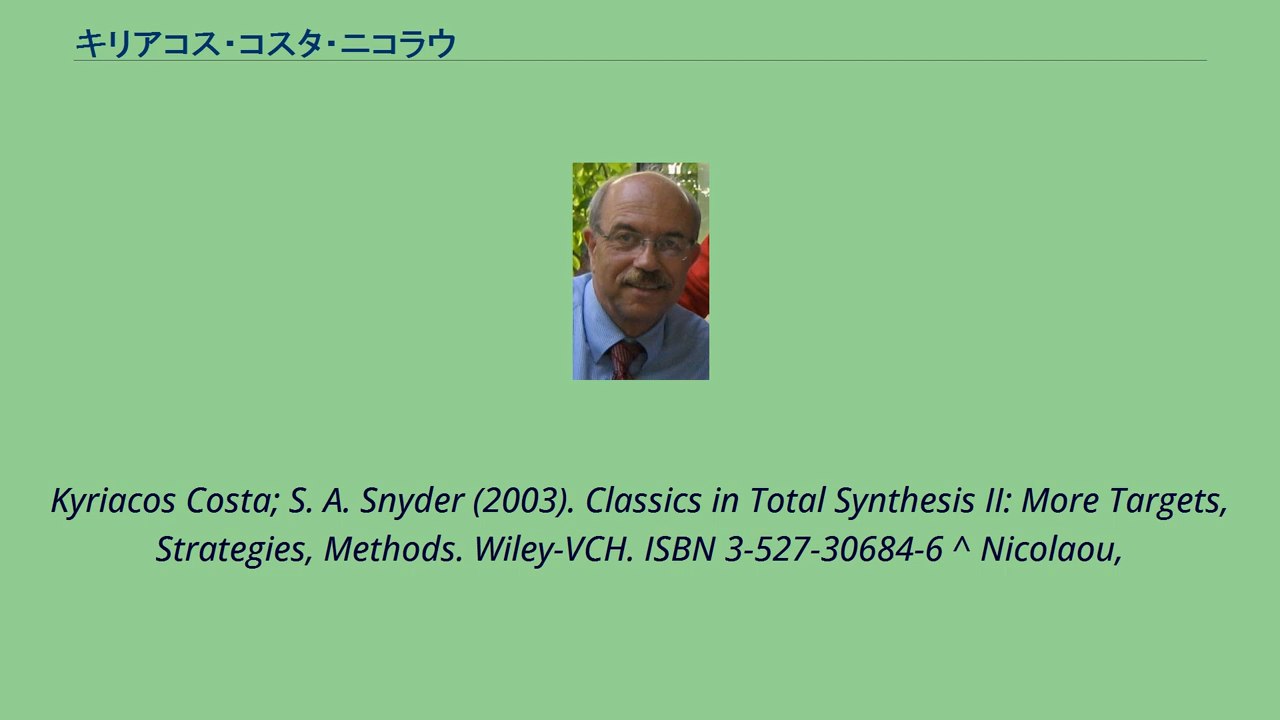 キリアコス・コスタ・ニコラウ
Kyriacos Costa; S. A. Snyder (2003). Classics in Total Synthesis II: More Targets,
Strategies, Methods. Wiley-VCH. ISBN 3-527-30684-6 ^ Nicolaou,